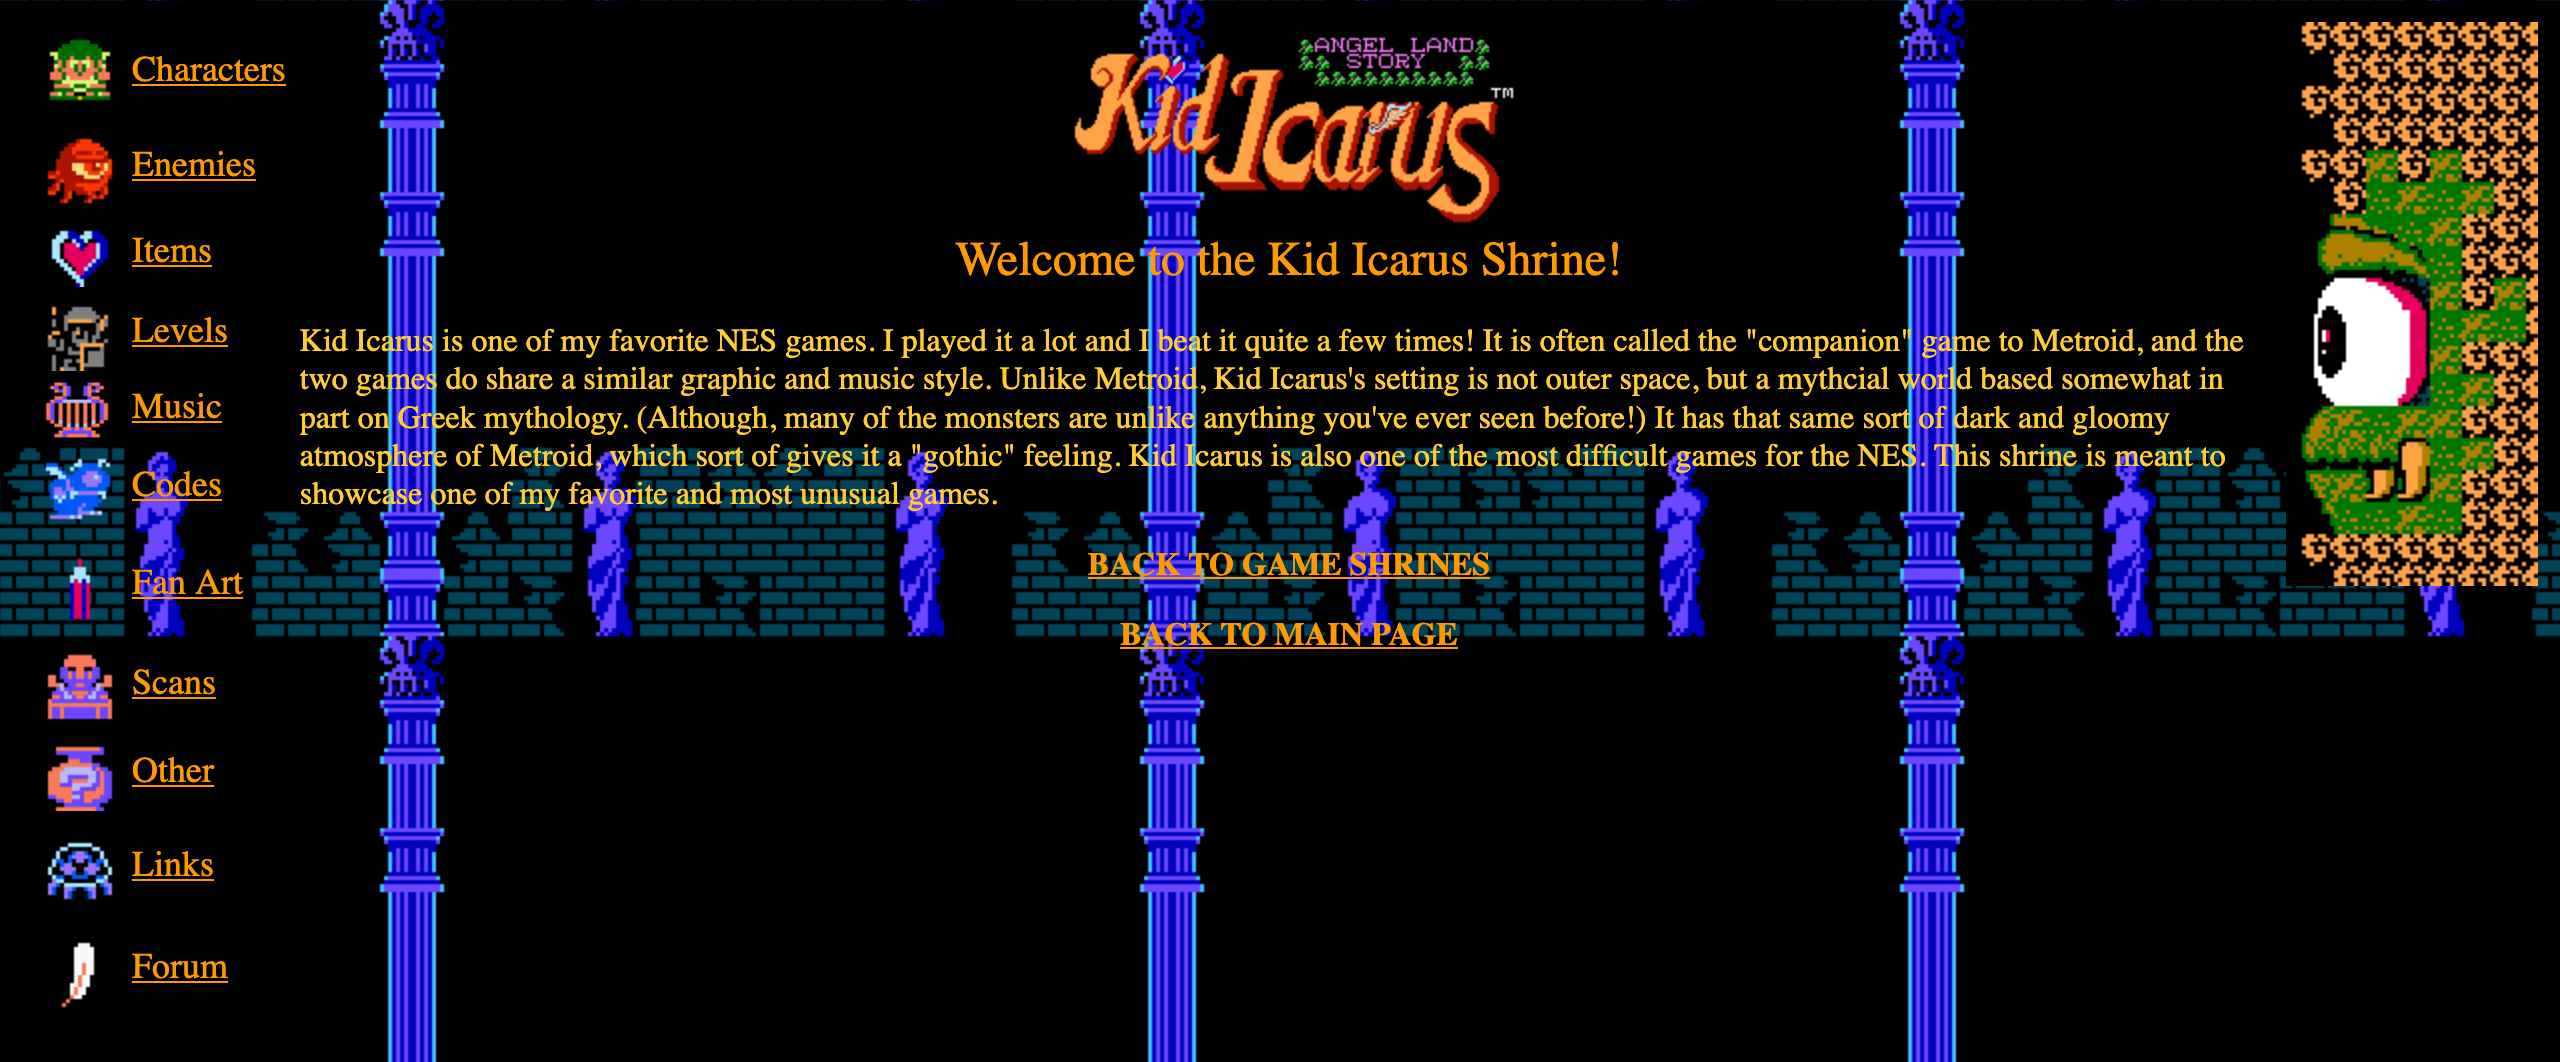 Characters
Enemies
Items
Levels
Music
Codes
Fan Art
Scans
Other
Links
Forum
ANGEL LAND
STORY
Kid Icarus™
Welcome to the Kid Icarus Shrine!
Kid Icarus is one of my favorite NES games. I played it a lot and I beat it quite a few times! It is often called the "companion" game to Metroid, and the
two games do share a similar graphic and music style. Unlike Metroid, Kid Icarus's setting is not outer space, but a mythcial world based somewhat in
part on Greek mythology. (Although, many of the monsters are unlike anything you've ever seen before!) It has that same sort of dark and gloomy
atmosphere of Metroid, which sort of gives it a "gothic" feeling. Kid Icarus is also one of the most difficult games for the NES. This shrine is meant to
showcase one of my favorite and most unusual games.
BACK TO GAME SHRINES
BACK TO MAIN PAGE